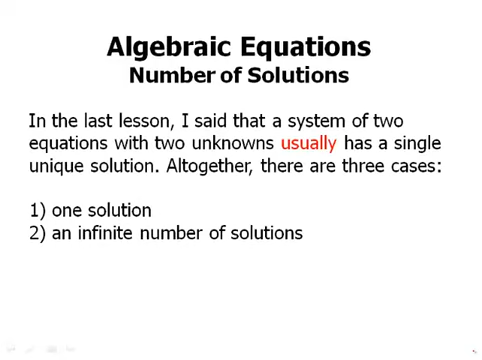 Algebraic Equations
Number of Solutions
In the last lesson, I said that a system of two
equations with two unknowns usually has a single
unique solution. Altogether, there are three cases:
1) one solution
2) an infinite number of solutions